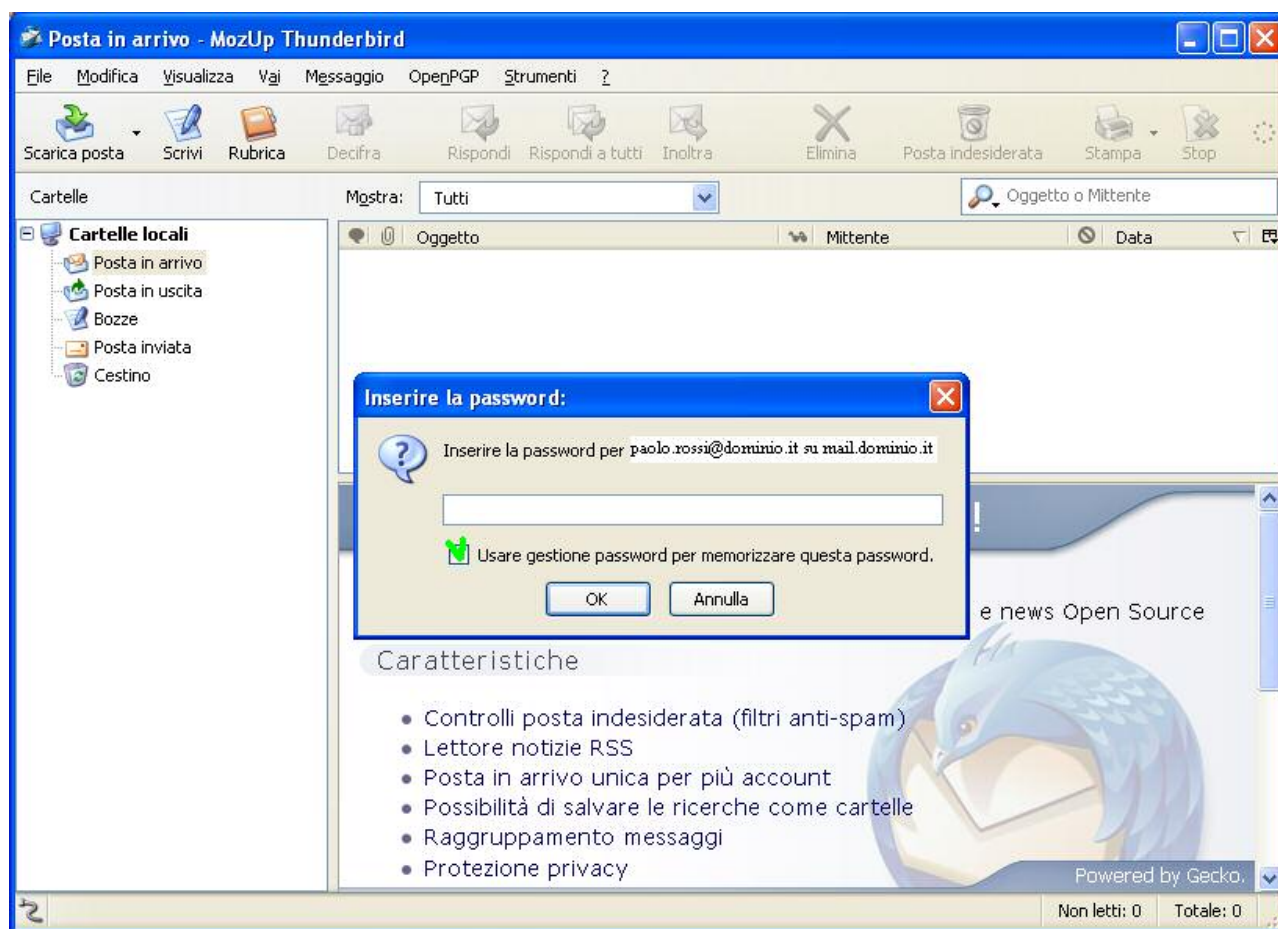 Posta in arrivo - MozUp Thunderbird
File Modifica Visualizza Vai Messaggio OpenPGP Strumenti ?
Scarica posta Scrivi Rubrica Decifra Rispondi Rispondi a tutti Inoltra Elimina Posta indesiderata Stampa Stop
Cartelle Mostra: Tutti Oggetto o Mittente
Cartelle locali Oggetto Mittente Data
Posta in arrivo
Posta in uscita
Bozze
Posta inviata
Cestino
Inserire la password:
Inserire la password per paolo.rossi@dominio.it su mail.dominio.it
!
Usare gestione password per memorizzare questa password.
OK Annulla
e news Open Source
Caratteristiche
• Controlli posta indesiderata (filtri anti-spam)
• Lettore notizie RSS
• Posta in arrivo unica per più account
• Possibilità di salvare le ricerche come cartelle
• Raggruppamento messaggi
• Protezione privacy
Powered by Gecko.
Non letti: 0 Totale: 0